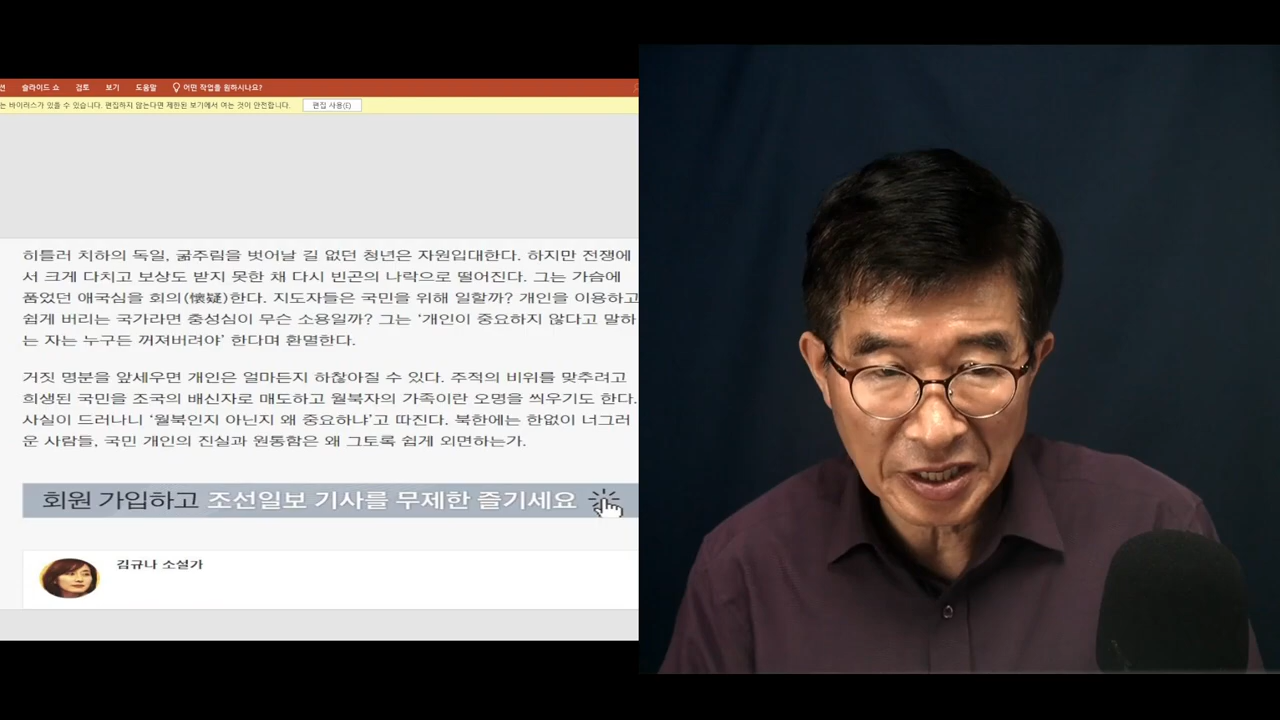 션 슬라이드 쇼 검토 보기 도움말 어떤 작업을 원하시나요?
는 바이러스가 있을 수 있습니다. 편집하지 않는다면 제한된 보기에서 여는 것이 안전합니다. 편집 사용(E)
히틀러 치하의 독일, 굶주림을 벗어날 길 없던 청년은 자원입대한다. 하지만 전쟁에
서 크게 다치고 보상도 받지 못한 채 다시 빈곤의 나락으로 떨어진다. 그는 가슴에
품었던 애국심을 회의(懷疑)한다. 지도자들은 국민을 위해 일할까? 개인을 이용하고
쉽게 버리는 국가라면 충성심이 무슨 소용일까? 그는 ‘개인이 중요하지 않다고 말하
는 자는 누구든 꺼져버려야’ 한다며 환멸한다.
거짓 명분을 앞세우면 개인은 얼마든지 하찮아질 수 있다. 주적의 비위를 맞추려고
희생된 국민을 조국의 배신자로 매도하고 월북자의 가족이란 오명을 씌우기도 한다.
사실이 드러나니 ‘월북인지 아닌지 왜 중요하냐’고 따진다. 북한에는 한없이 너그러
운 사람들, 국민 개인의 진실과 원통함은 왜 그토록 쉽게 외면하는가.
회원 가입하고 조선일보 기사를 무제한 즐기세요
김규나 소설가